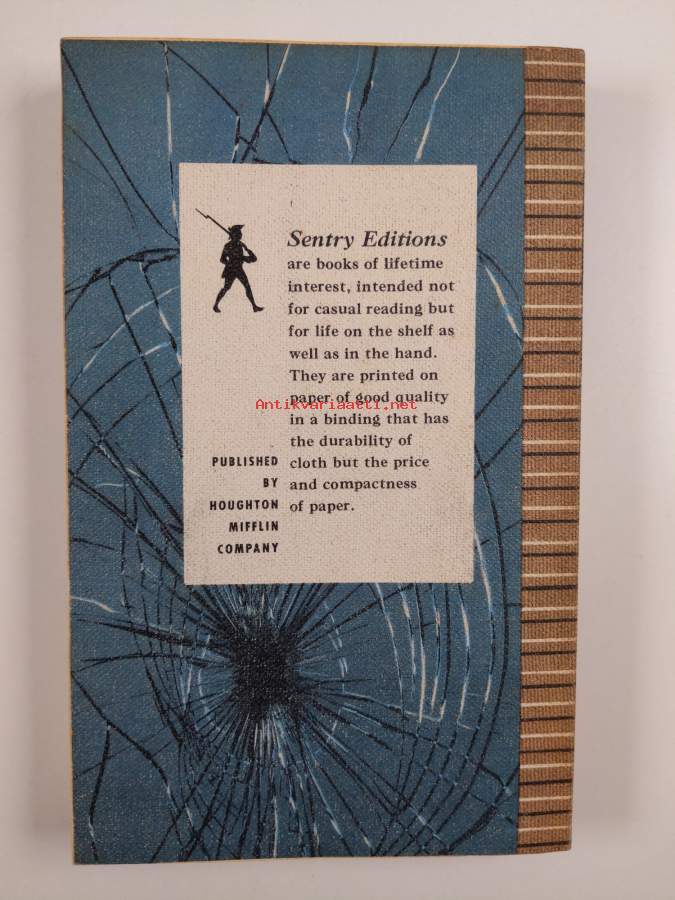 Sentry Editions
are books of lifetime
interest, intended not
for casual reading but
for life on the shelf as
well as in the hand.
They are printed on
paper of good quality
Antikvariaatti.net
in a binding that has
the durability of
cloth but the price
and compactness
of paper.
PUBLISHED
BY
HOUGHTON
MIFFLIN
COMPANY